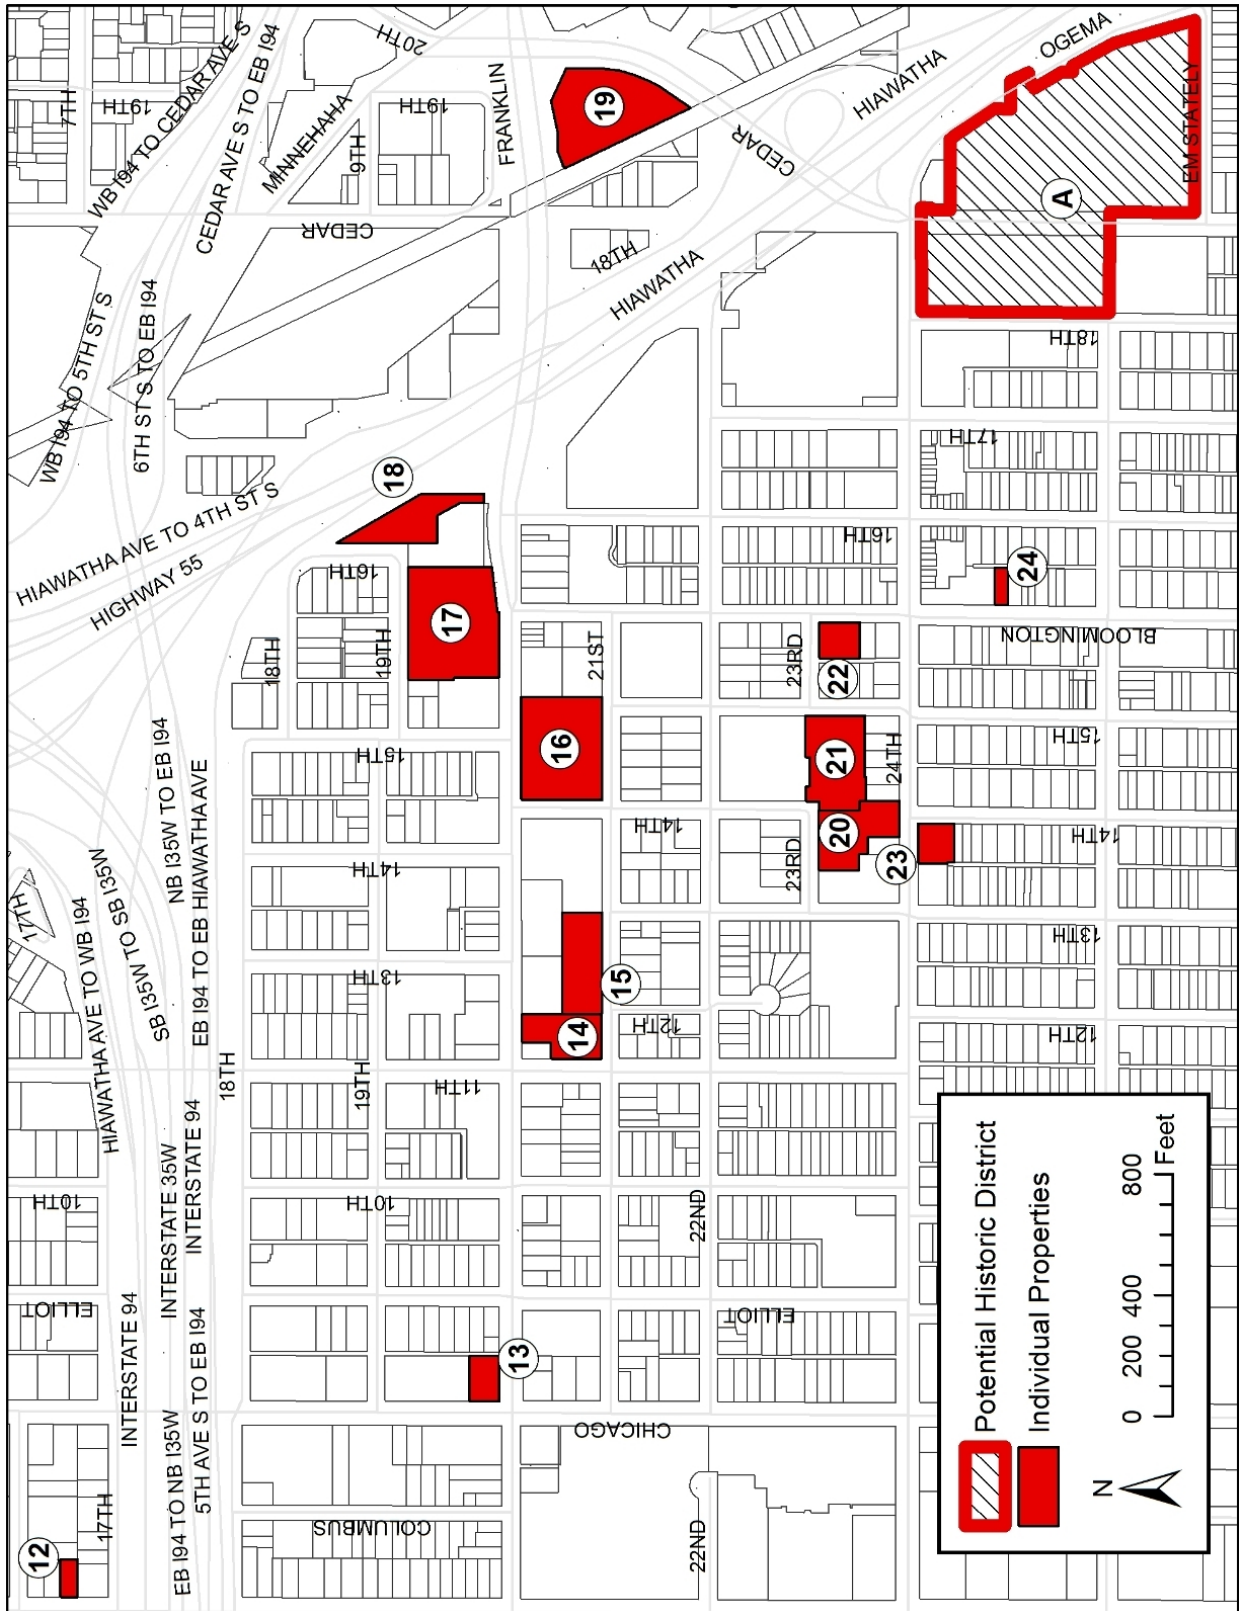 7TH
19TH
WB I94 TO CEDAR AVE S
CEDAR AVE S TO EB I94
20TH
MINNEHAHA
9TH
19TH
FRANKLIN
19
CEDAR
HIAWATHA
OGEMA
EM STATELY
A
CEDAR
18TH
HIAWATHA
WB I94 TO 5TH ST S
6TH ST S TO EB I94
18TH
17TH
HIAWATHA AVE TO 4TH ST S
HIGHWAY 55
18
16TH
16TH
24
18TH
19TH
17
21ST
23RD
22
BLOOMINGTON
17TH
NB I35W TO EB I94
15TH
16
21
24TH
15TH
HIAWATHA AVE TO WB I94
SB I35W TO SB I35W
EB I94 TO EB HIAWATHA AVE
14TH
14TH
23RD
20
23
14TH
13TH
15
13TH
14
12TH
12TH
18TH
19TH
11TH
10TH
INTERSTATE 35W
INTERSTATE 94
10TH
22ND
ELLIOT
INTERSTATE 94
5TH AVE S TO EB I94
13
ELLIOT
EB I94 TO NB I35W
CHICAGO
12
17TH
COLUMBUS
22ND
Potential Historic District
Individual Properties
N
0 200 400 800
Feet